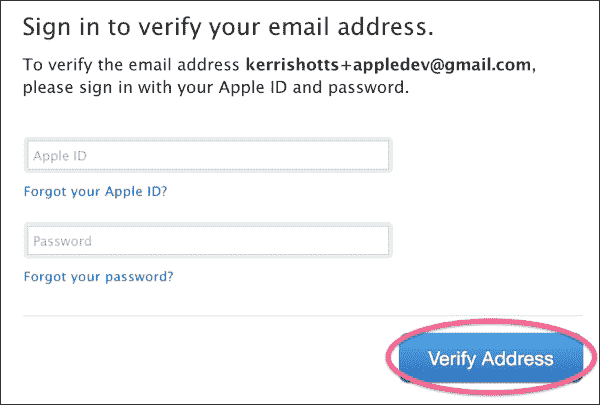 Sign in to verify your email address.
To verify the email address kerrishotts+appledev@gmail.com,
please sign in with your Apple ID and password.
Apple ID
Forgot your Apple ID?
Password
Forgot your password?
Verify Address